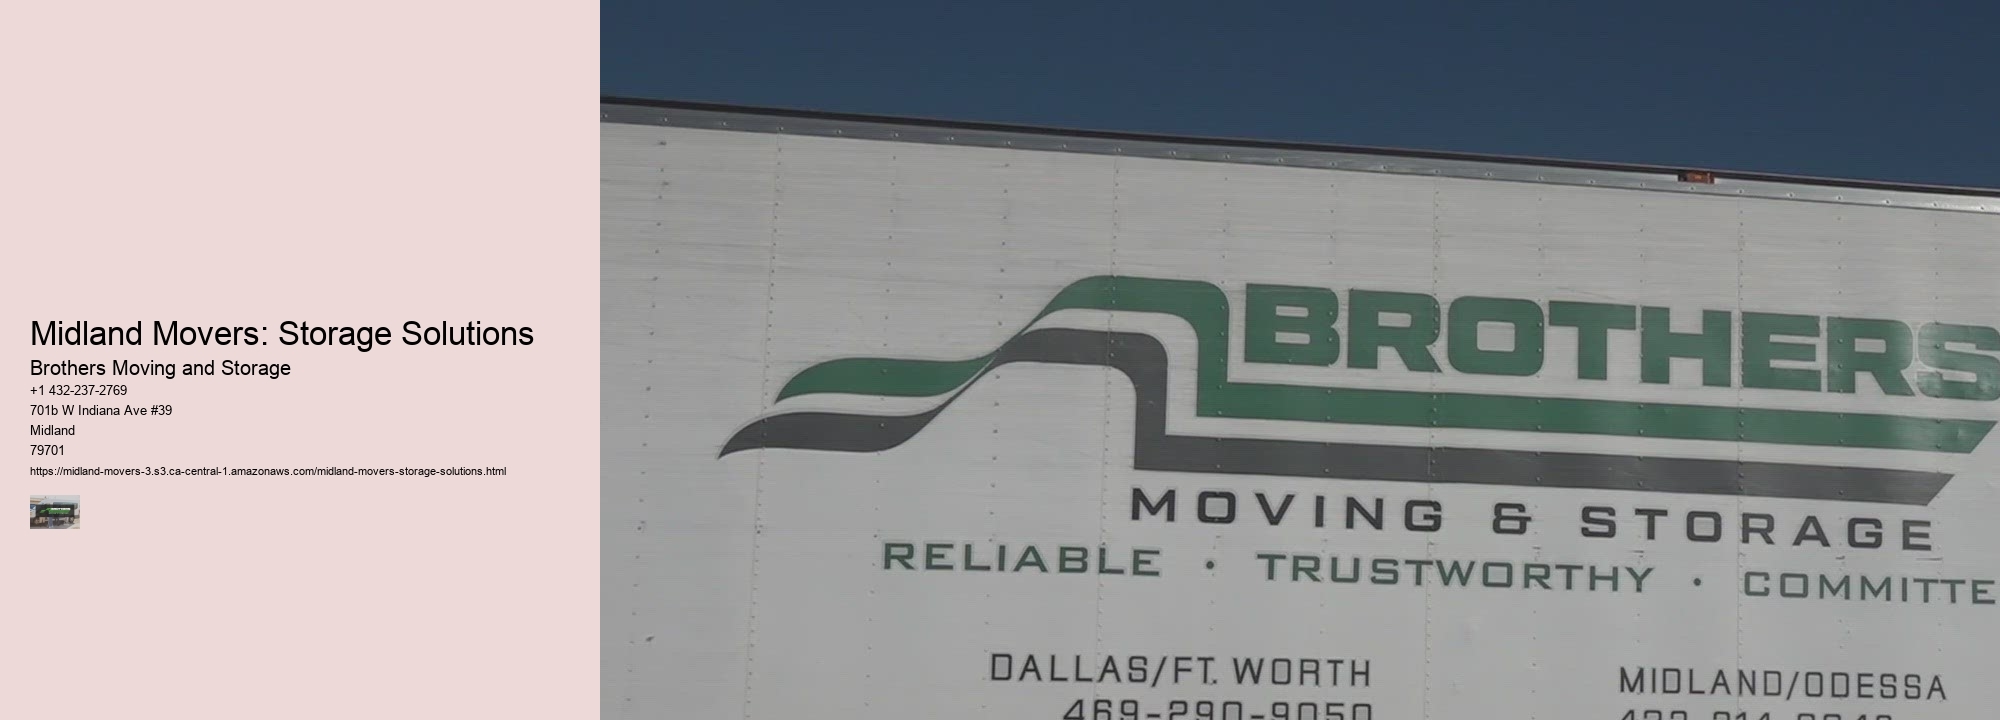 Midland Movers: Storage Solutions
Brothers Moving and Storage
+1 432-237-2769
701b W Indiana Ave #39
Midland
79701
https://midland-movers-3.s3.ca-central-1.amazonaws.com/midland-movers-storage-solutions.html
BROTHERS
MOVING & STORAGE
RELIABLE · TRUSTWORTHY · COMMITTE
DALLAS/FT. WORTH
469-290-9050
MIDLAND/ODESSA